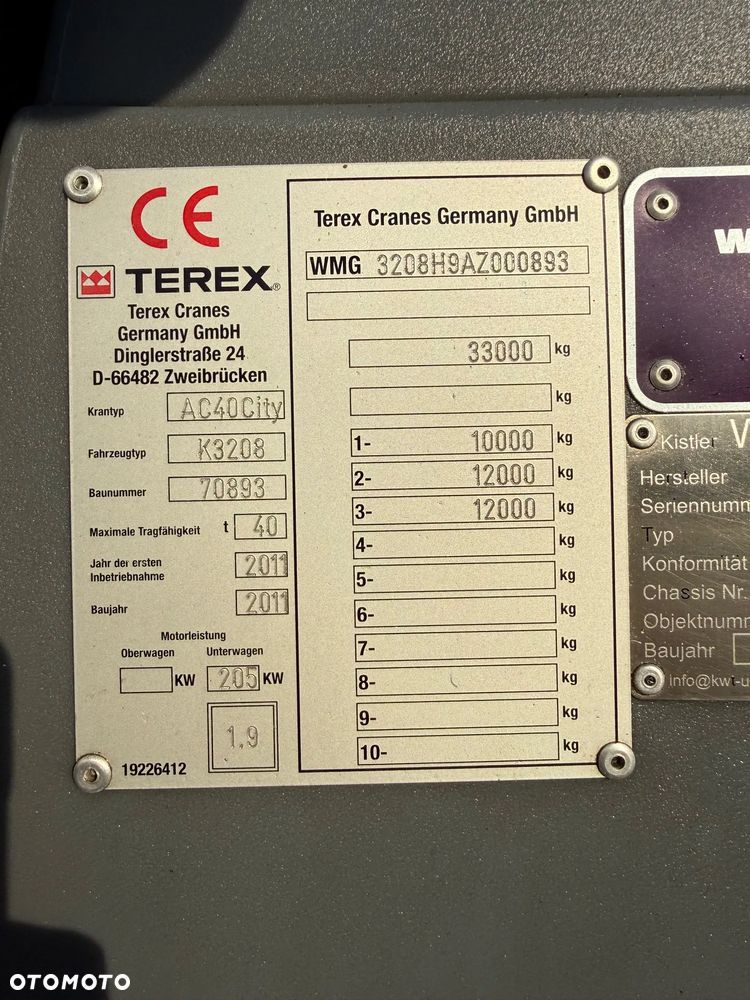 CE
TEREX®
Terex Cranes
Germany GmbH
Dinglerstraße 24
D-66482 Zweibrücken
Krantyp AC40City
Fahrzeugtyp K3208
Baunummer 70893
Maximale Tragfähigkeit t 40
Jahr der ersten
Inbetriebnahme 2011
Baujahr 2011
Motorleistung
Oberwagen Unterwagen
KW 205 KW
1.9
19226412
Terex Cranes Germany GmbH
WMG 3208H9AZ000893
33000 kg
kg
1- 10000 kg
2- 12000 kg
3- 12000 kg
4- kg
5- kg
6- kg
7- kg
8- kg
9- kg
10- kg
Kistler
Hersteller
Typ
Konformität
Chassis Nr.
Baujahr
OTOMOTO